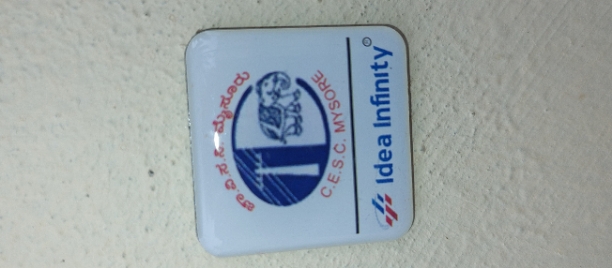 ಚಾ.ವಿ.ಸ.ನಿ. ಮೈಸೂರು
C.E.S.C. MYSORE
Idea Infinity